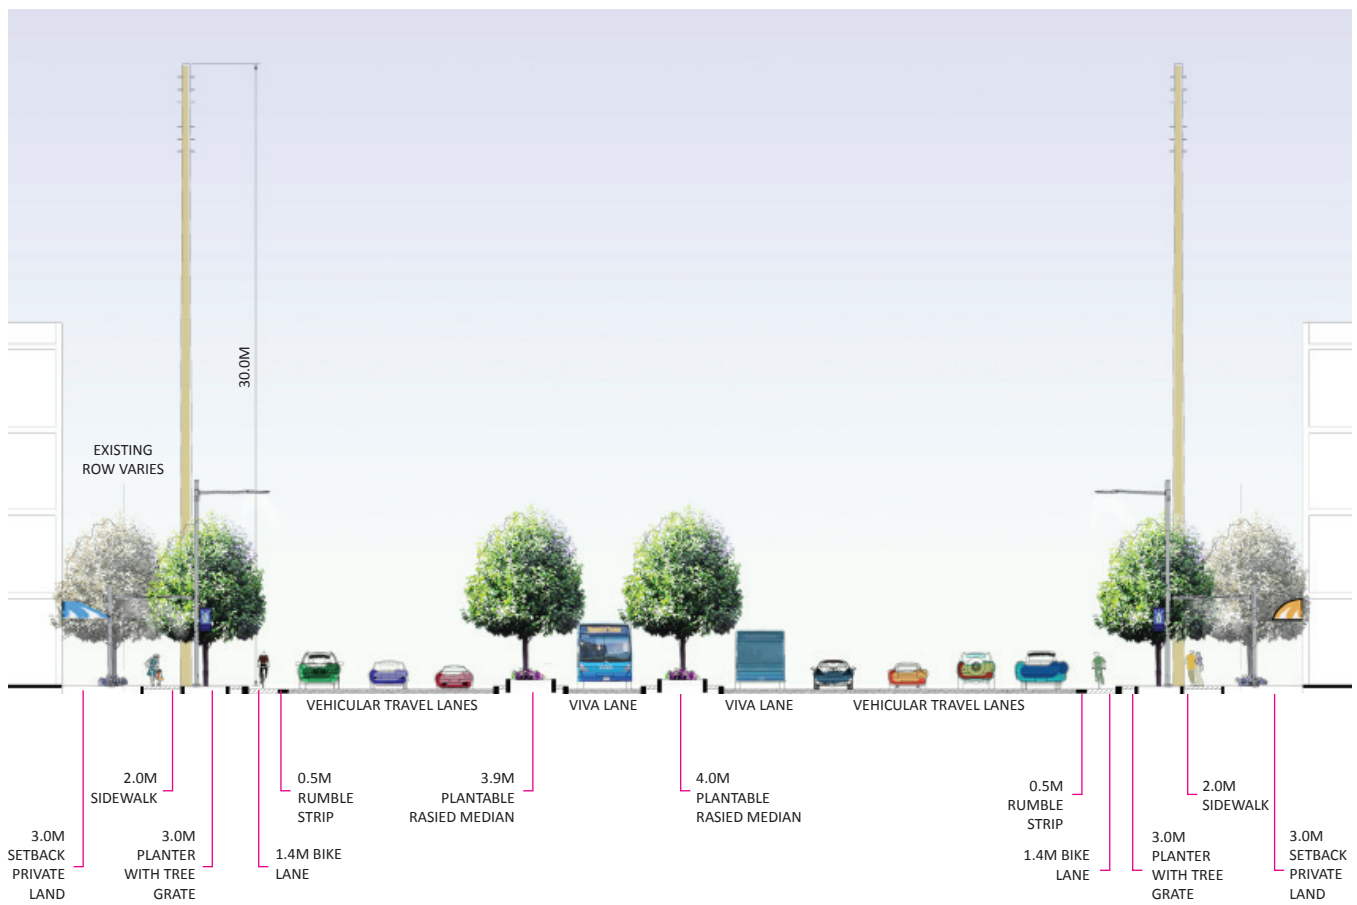 30.0M
EXISTING
ROW VARIES
VEHICULAR TRAVEL LANES
VIVA LANE
VIVA LANE
VEHICULAR TRAVEL LANES
3.0M
SETBACK
PRIVATE
LAND
2.0M
SIDEWALK
3.0M
PLANTER
WITH TREE
GRATE
1.4M BIKE
LANE
0.5M
RUMBLE
STRIP
3.9M
PLANTABLE
RASIED MEDIAN
4.0M
PLANTABLE
RASIED MEDIAN
0.5M
RUMBLE
STRIP
1.4M BIKE
LANE
3.0M
PLANTER
WITH TREE
GRATE
2.0M
SIDEWALK
3.0M
SETBACK
PRIVATE
LAND